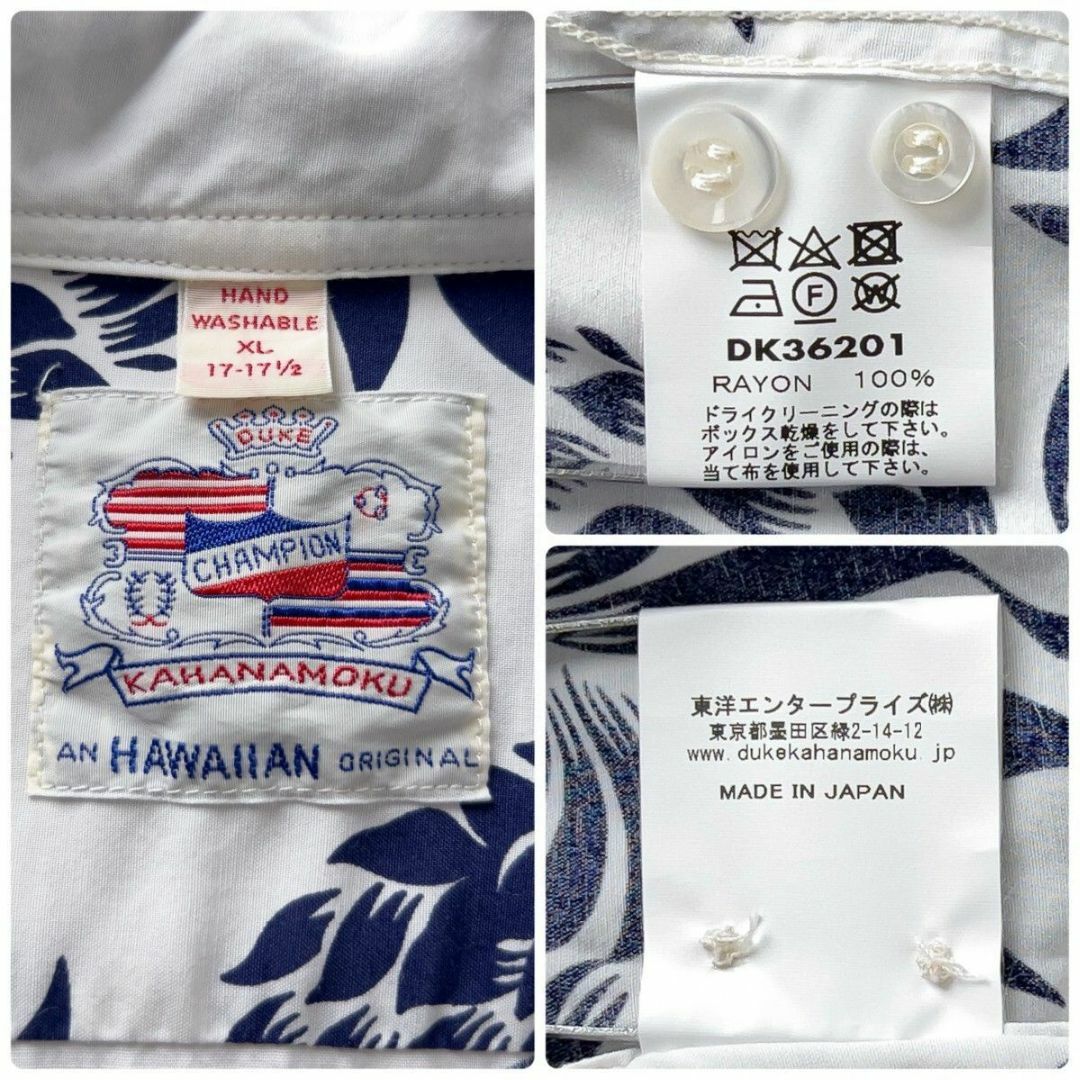 HAND
WASHABLE
XL
17-17½
DUKE
CHAMPION
KAHANAMOKU
AN HAWAIIAN ORIGINAL
F
W
DK36201
RAYON 100%
ドライクリーニングの際は
ボックス乾燥をして下さい。
アイロンをご使用の際は、
当て布を使用して下さい。
東洋エンタープライズ㈱
東京都墨田区緑2-14-12
www.dukekahanamoku.jp
MADE IN JAPAN